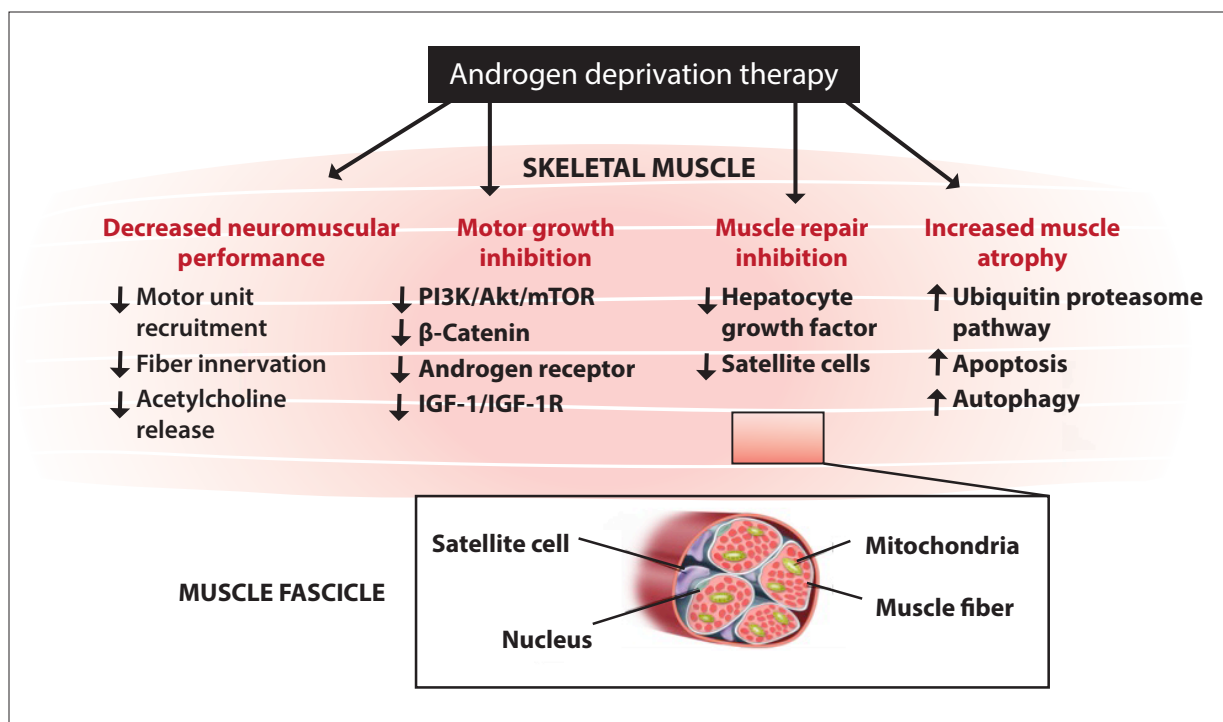 Androgen deprivation therapy
SKELETAL MUSCLE
Decreased neuromuscular
performance
↓ Motor unit
recruitment
↓ Fiber innervation
↓ Acetylcholine
release
Motor growth
inhibition
↓ PI3K/Akt/mTOR
↓ β-Catenin
↓ Androgen receptor
↓ IGF-1/IGF-1R
Muscle repair
inhibition
↓ Hepatocyte
growth factor
↓ Satellite cells
Increased muscle
atrophy
↑ Ubiquitin proteasome
pathway
↑ Apoptosis
↑ Autophagy
MUSCLE FASCICLE
Satellite cell
Nucleus
Mitochondria
Muscle fiber